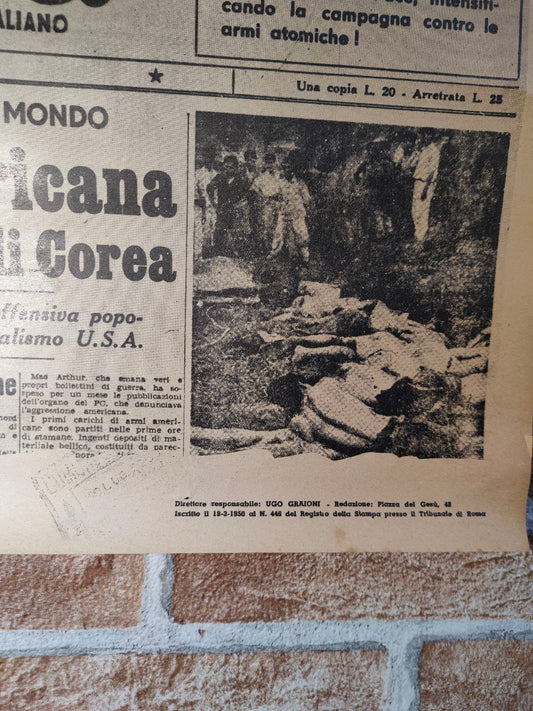 ALIANO
cando la campagna contro le
armi atomiche !
Una copia L. 20 - Arretrata L. 25
MONDO
ricana
di Corea
offensiva popo-
alismo U.S.A.
Mac Arthur, che emana veri e
propri bollettini di guerra, ha so-
speso per un mese le pubblicazioni
dell'organo del PC, che denunciava
l'aggressione americana.
I primi carichi di armi ameri-
cane sono partiti nelle prime ore
di stamane. Ingenti depositi di ma-
teriale bellico, costituiti da parec-
Direttore responsabile: UGO GRAIONI - Redazione: Piazza del Gesù, 48
Iscritto il 18-3-1950 al N. 446 del Registro della Stampa presso il Tribunale di Roma